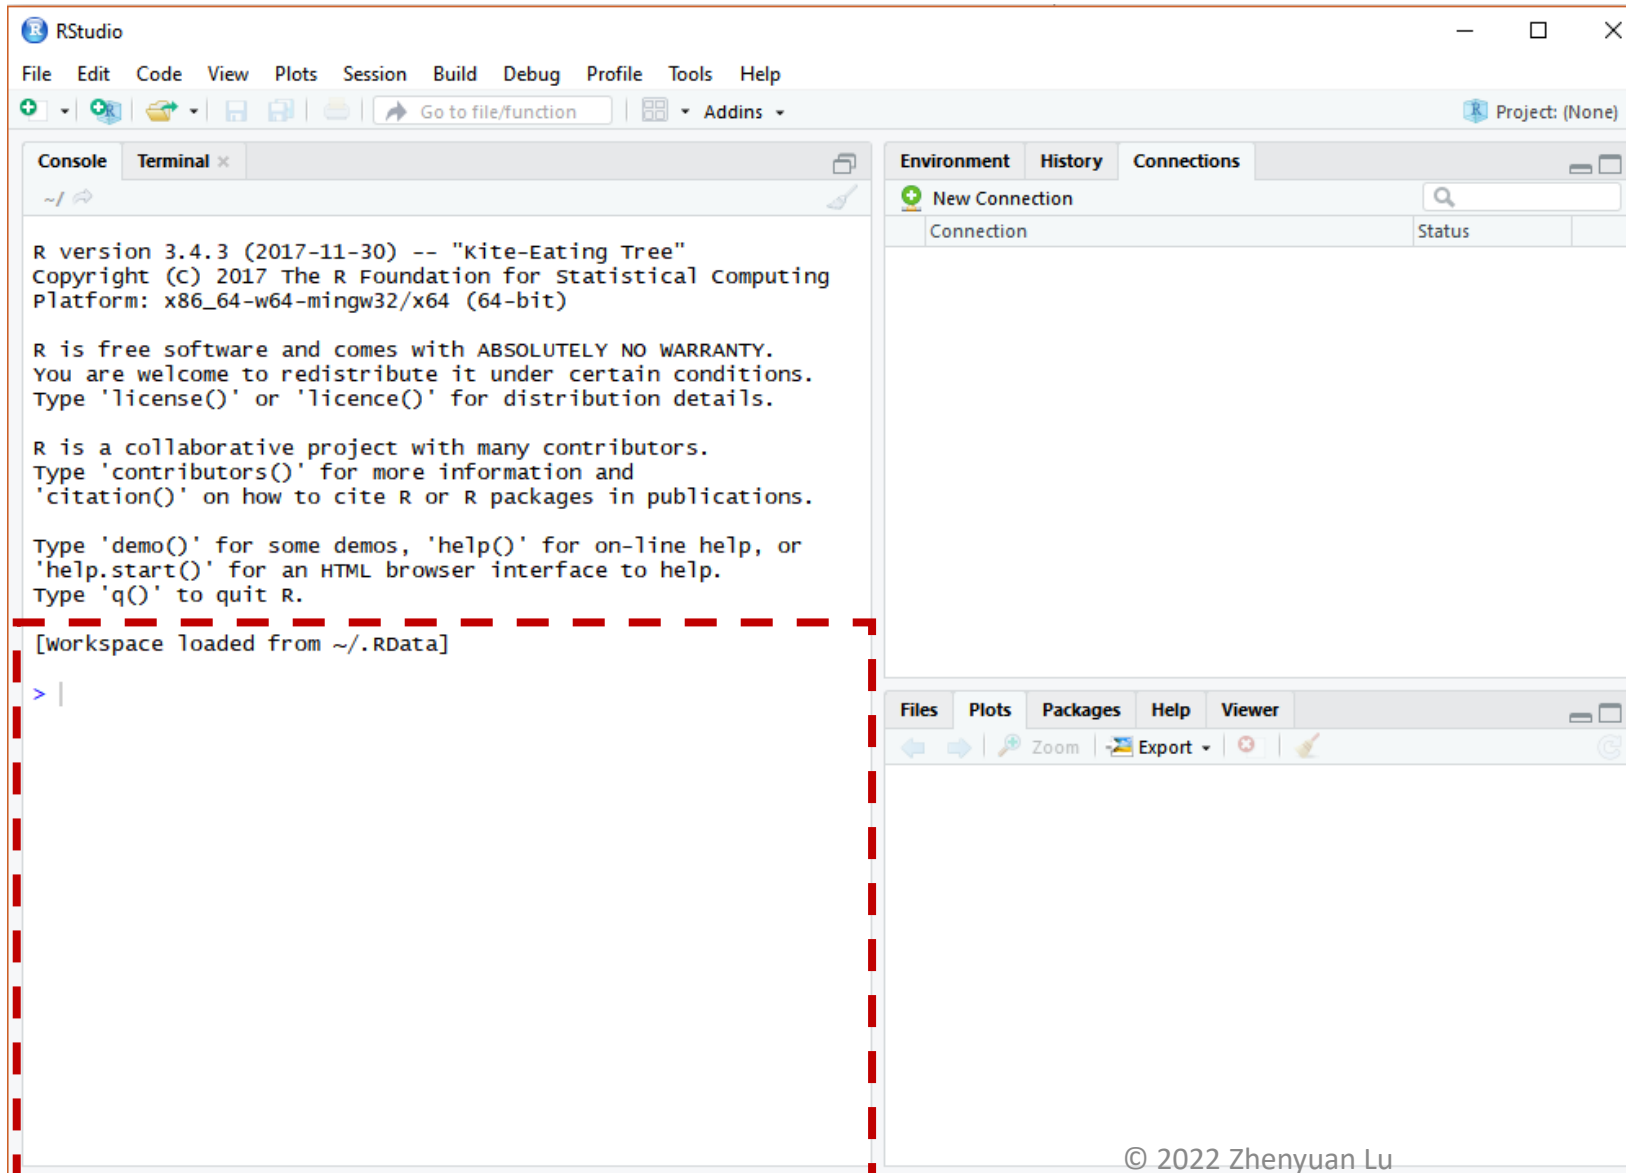 RStudio
File Edit Code View Plots Session Build Debug Profile Tools Help
Go to file/function Addins Project: (None)
Console Terminal
~/
R version 3.4.3 (2017-11-30) -- "Kite-Eating Tree"
Copyright (C) 2017 The R Foundation for Statistical Computing
Platform: x86_64-w64-mingw32/x64 (64-bit)
R is free software and comes with ABSOLUTELY NO WARRANTY.
You are welcome to redistribute it under certain conditions.
Type 'license()' or 'licence()' for distribution details.
R is a collaborative project with many contributors.
Type 'contributors()' for more information and
'citation()' on how to cite R or R packages in publications.
Type 'demo()' for some demos, 'help()' for on-line help, or
'help.start()' for an HTML browser interface to help.
Type 'q()' to quit R.
[Workspace loaded from ~/.RData]
>
Environment History Connections
New Connection
Connection Status
Files Plots Packages Help Viewer
Zoom Export
© 2022 Zhenyuan Lu